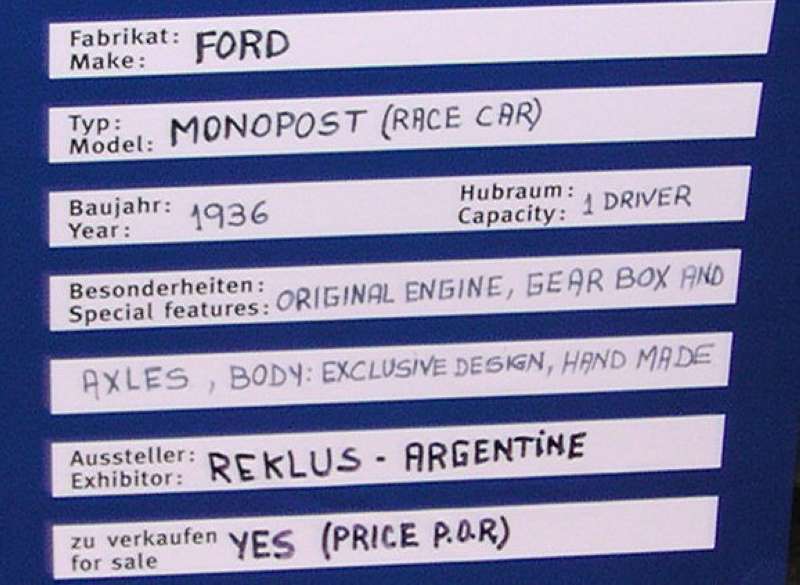 Fabrikat:
Make: FORD
Typ:
Model: MONOPOST (RACE CAR)
Baujahr: Hubraum:
Year: 1936 Capacity: 1 DRIVER
Besonderheiten:
Special features: ORIGINAL ENGINE, GEAR BOX AND
AXLES, BODY: EXCLUSIVE DESIGN, HAND MADE
Aussteller:
Exhibitor: REKLUS - ARGENTINE
zu verkaufen
for sale YES (PRICE P.O.R)